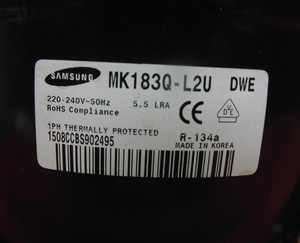 SAMSUNG MK183Q-L2U DWE
220-240V~50Hz 5.5 LRA
RoHS Compliance
CE
VDE
1PH THERMALLY PROTECTED R-134a
1508CCBS902495 MADE IN KOREA